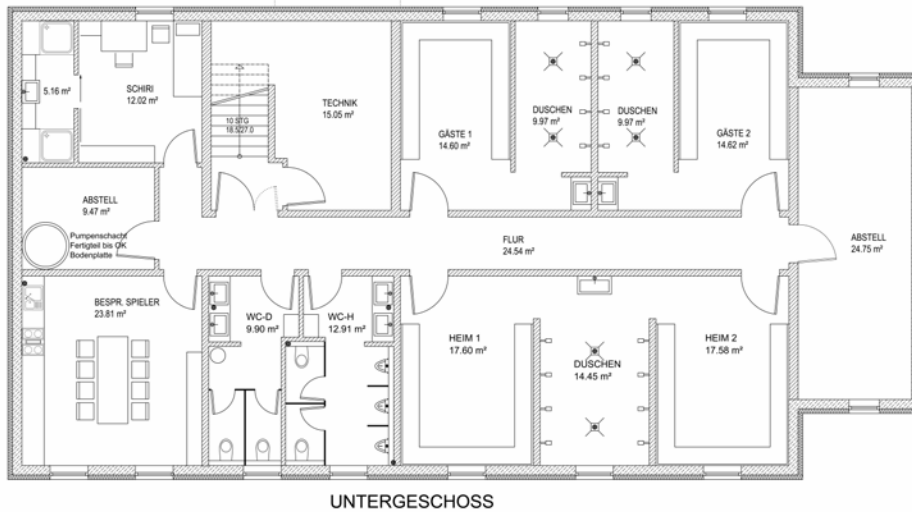 5.16 m²
SCHIRI
12.02 m²
10 STG
18.5/27.0
TECHNIK
15.05 m²
GÄSTE 1
14.60 m²
DUSCHEN
9.97 m²
DUSCHEN
9.97 m²
GÄSTE 2
14.62 m²
ABSTELL
9.47 m²
Pumpenschacht
Fertigteil bis OK
Bodenplatte
FLUR
24.54 m²
ABSTELL
24.75 m²
BESPR. SPIELER
23.81 m²
WC-D
9.90 m²
WC-H
12.91 m²
HEIM 1
17.60 m²
DUSCHEN
14.45 m²
HEIM 2
17.58 m²
UNTERGESCHOSS